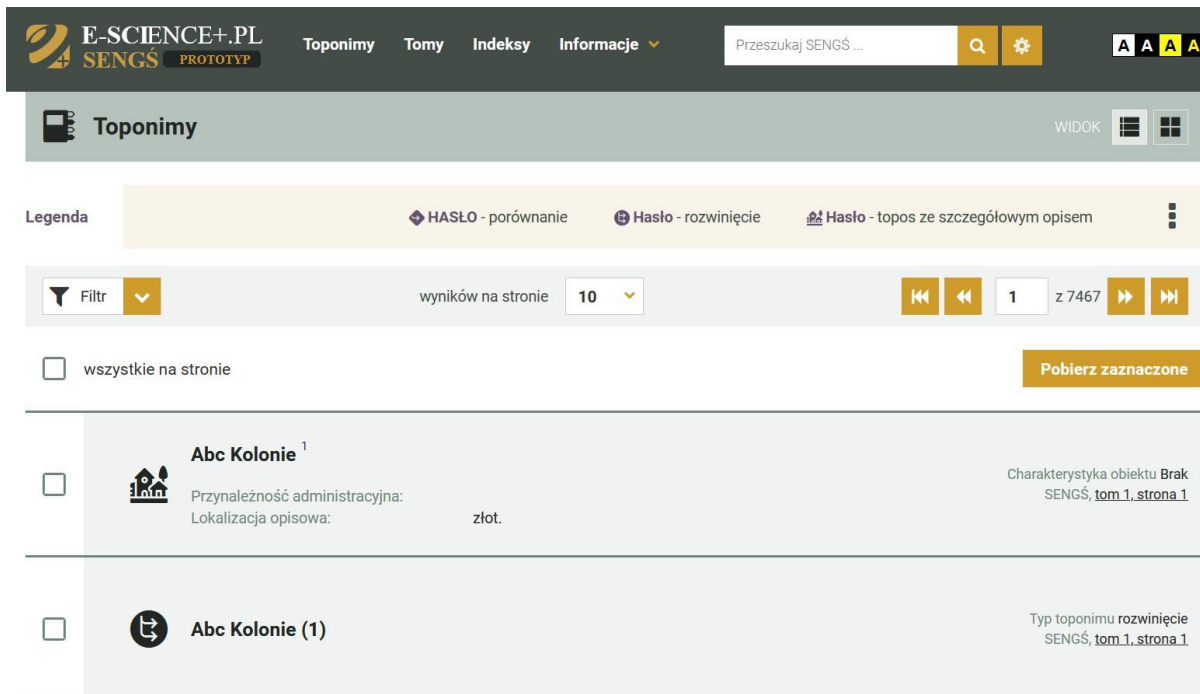 E-SCIENCE+.PL
SENGŚ PROTOTYP
Toponimy Tomy Indeksy Informacje
Przeszukaj SENGŚ ...
A A A A
Toponimy
WIDOK
Legenda
HASŁO - porównanie
Hasło - rozwinięcie
Hasło - topos ze szczegółowym opisem
Filtr
wyników na stronie 10
1 z 7467
wszystkie na stronie
Pobierz zaznaczone
Abc Kolonie 1
Przynależność administracyjna:
Lokalizacja opisowa: złot.
Charakterystyka obiektu Brak
SENGŚ, tom 1, strona 1
Abc Kolonie (1)
Typ toponimu rozwinięcie
SENGŚ, tom 1, strona 1